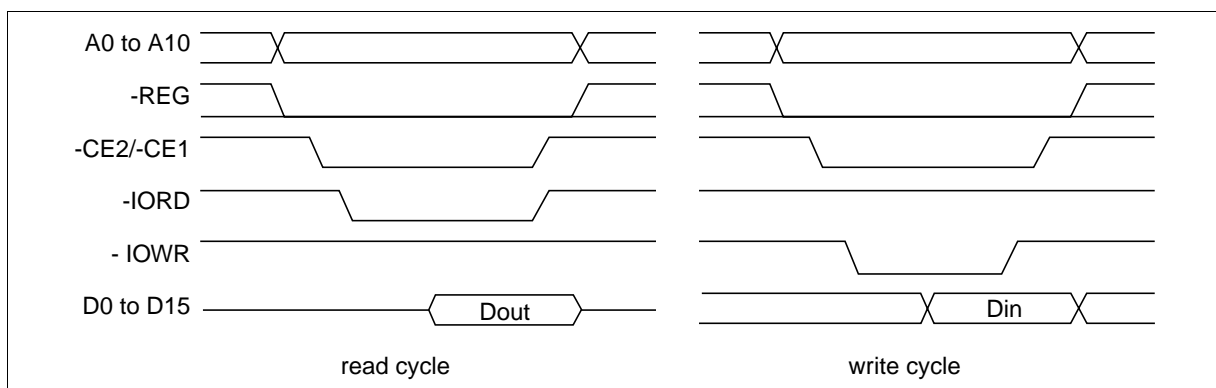 A0 to A10
-REG
-CE2/-CE1
-IORD
- IOWR
D0 to D15
Dout
Din
read cycle
write cycle